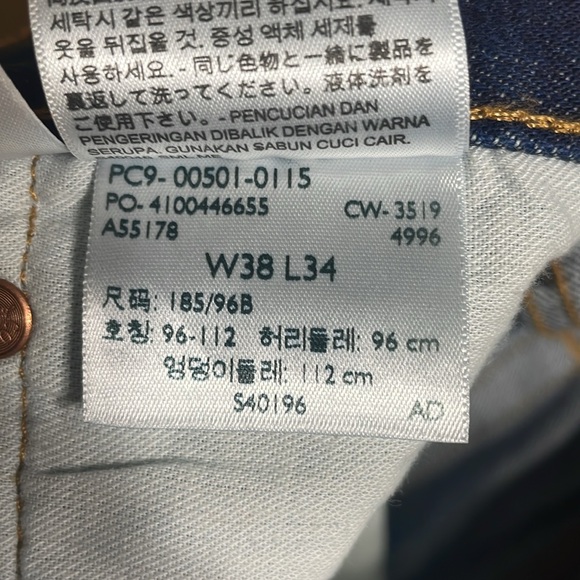 세탁시 같은 색상끼리 하십시요.
옷을 뒤집을 것. 중성 액체 세제를
사용하세요. - 同じ色物と一緒に製品を
裏返して洗ってください。液体洗剤を
ご使用下さい。- PENCUCIAN DAN
PENGERINGAN DIBALIK DENGAN WARNA
SERUPA. GUNAKAN SABUN CUCI CAIR.
PC9- 00501-0115
PO- 4100446655 CW- 3519
A55178 4996
W38 L34
尺码: 185/96B
호칭: 96-112 허리둘레: 96 cm
엉덩이둘레: 112 cm
S40196 AD